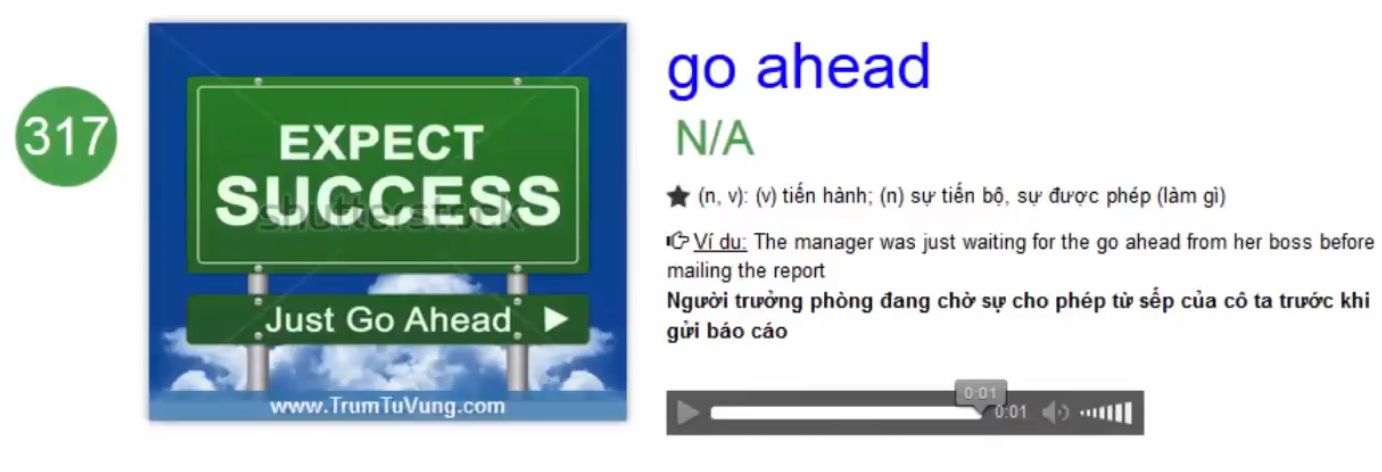 317
EXPECT
SUCCESS
shutterstock
Just Go Ahead
www.TrumTuVung.com
go ahead
N/A
(n, v): (v) tiến hành; (n) sự tiến bộ, sự được phép (làm gì)
Ví dụ: The manager was just waiting for the go ahead from her boss before
mailing the report
Người trưởng phòng đang chờ sự cho phép từ sếp của cô ta trước khi
gửi báo cáo
0:01
0:01